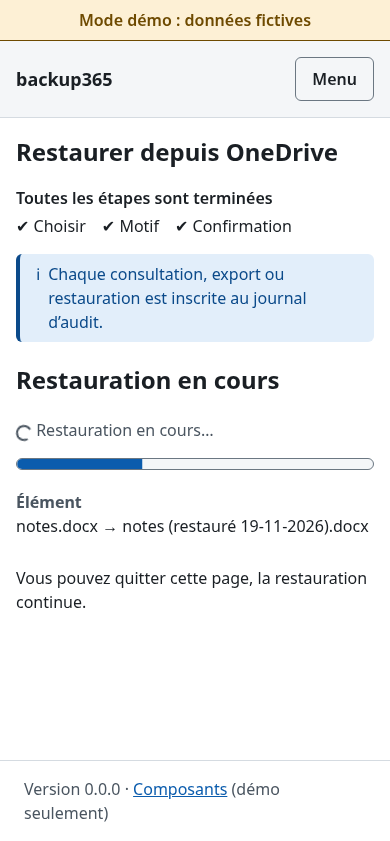 Mode démo : données fictives
backup365
Menu
Restaurer depuis OneDrive
Toutes les étapes sont terminées
✔ Choisir ✔ Motif ✔ Confirmation
i Chaque consultation, export ou
restauration est inscrite au journal
d’audit.
Restauration en cours
Restauration en cours…
Élément
notes.docx → notes (restauré 19-11-2026).docx
Vous pouvez quitter cette page, la restauration
continue.
Version 0.0.0 · Composants (démo
seulement)